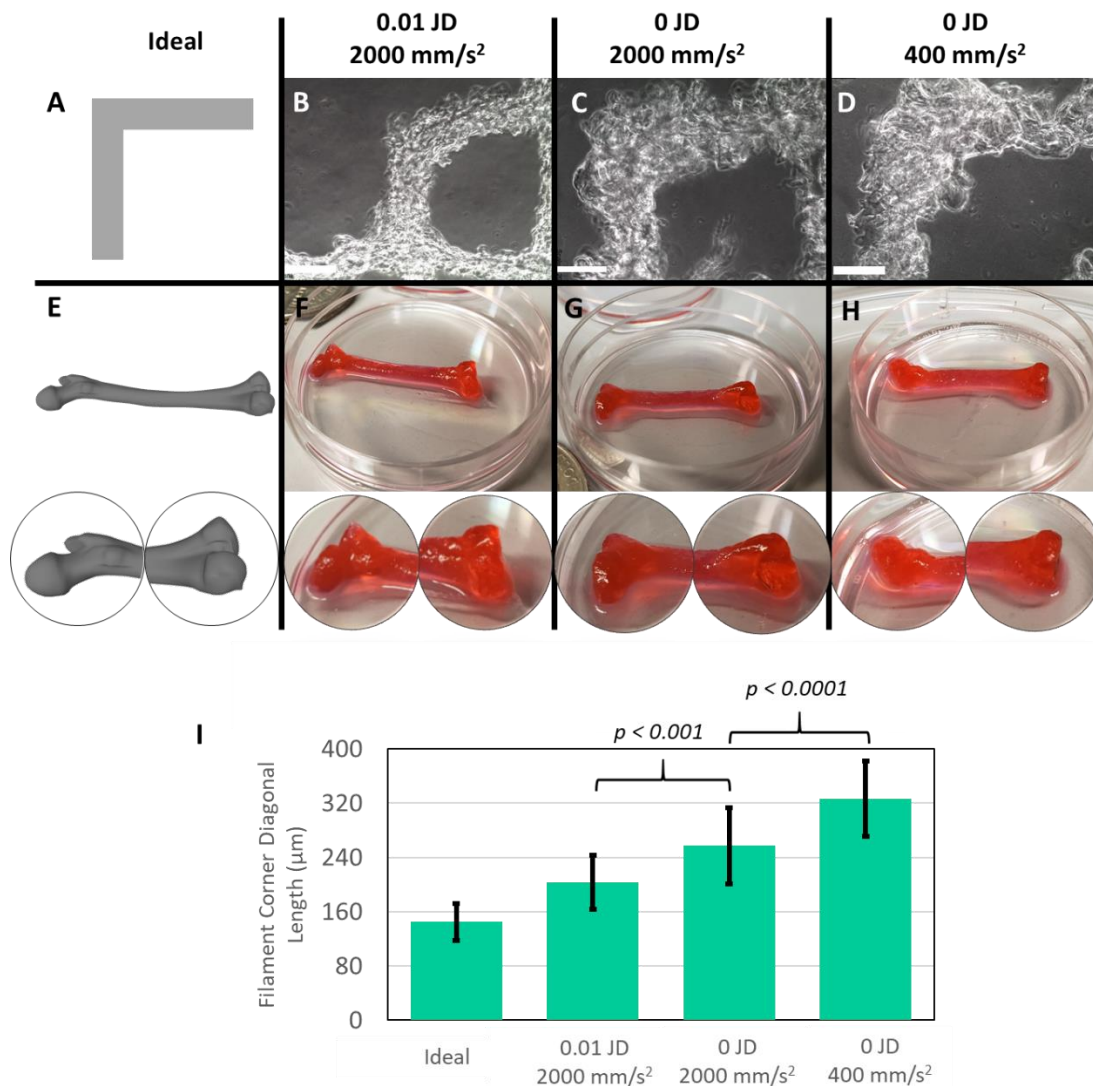 Ideal
0.01 JD
2000 mm/s²
0 JD
2000 mm/s²
0 JD
400 mm/s²
A
B
C
D
E
F
G
H
I
p < 0.001
p < 0.0001
Filament Corner Diagonal
Length (µm)
400
320
240
160
80
0
Ideal
0.01 JD
2000 mm/s²
0 JD
2000 mm/s²
0 JD
400 mm/s²